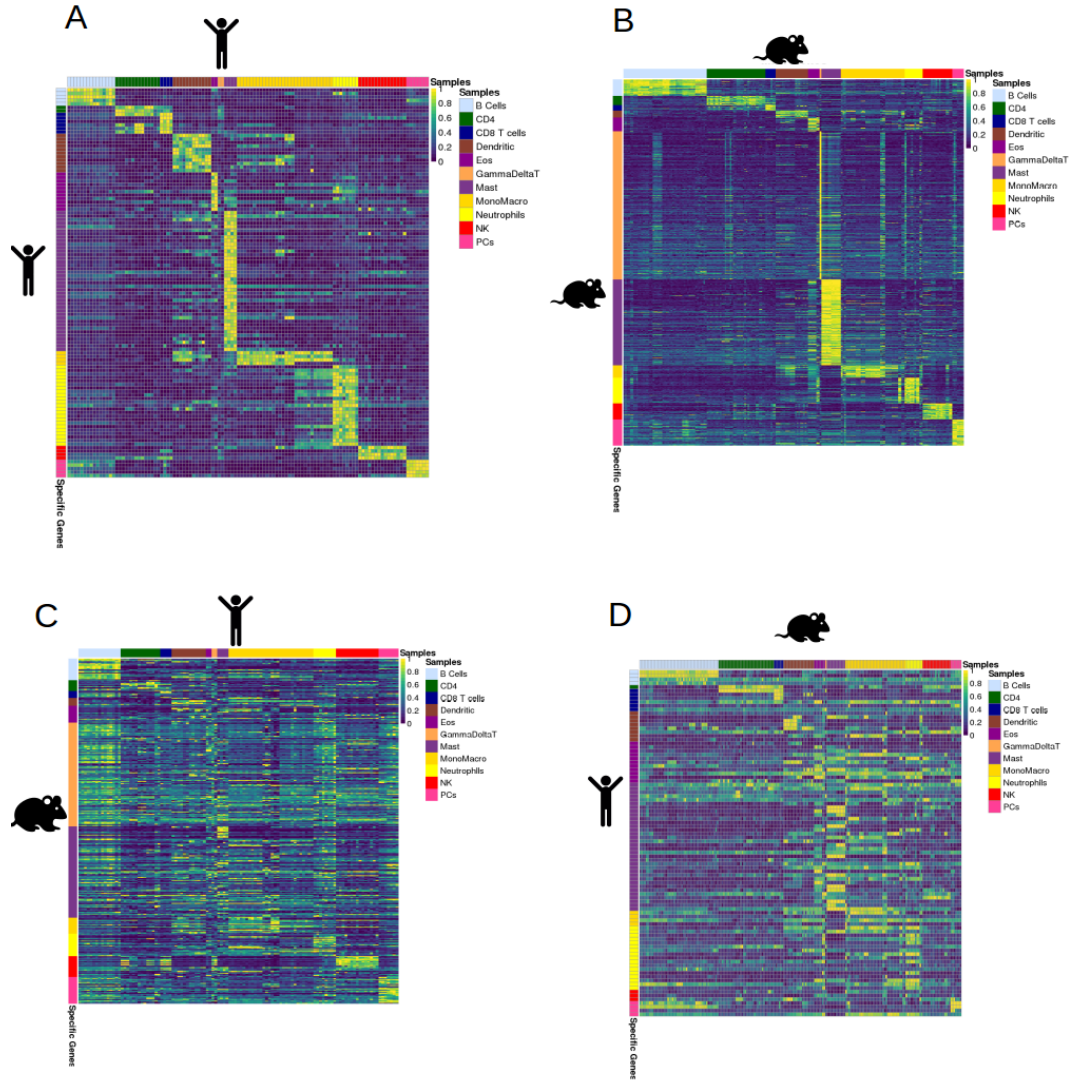 A
Samples
1
0.8
0.6
0.4
0.2
0
Samples
B Cells
CD4
CD8 T cells
Dendritic
Eos
GammaDeltaT
Mast
MonoMacro
Neutrophils
NK
PCs
Specific Genes
B
Samples
1
0.8
0.6
0.4
0.2
0
Samples
B Cells
CD4
CD8 T cells
Dendritic
Eos
GammaDeltaT
Mast
MonoMacro
Neutrophils
NK
PCs
Specific Genes
C
Samples
1
0.8
0.6
0.4
0.2
0
Samples
B Cells
CD4
CD8 T cells
Dendritic
Eos
GammaDeltaT
Mast
MonoMacro
Neutrophils
NK
PCs
Specific Genes
D
Samples
1
0.8
0.6
0.4
0.2
0
Samples
B Cells
CD4
CD8 T cells
Dendritic
Eos
GammaDeltaT
Mast
MonoMacro
Neutrophils
NK
PCs
Specific Genes